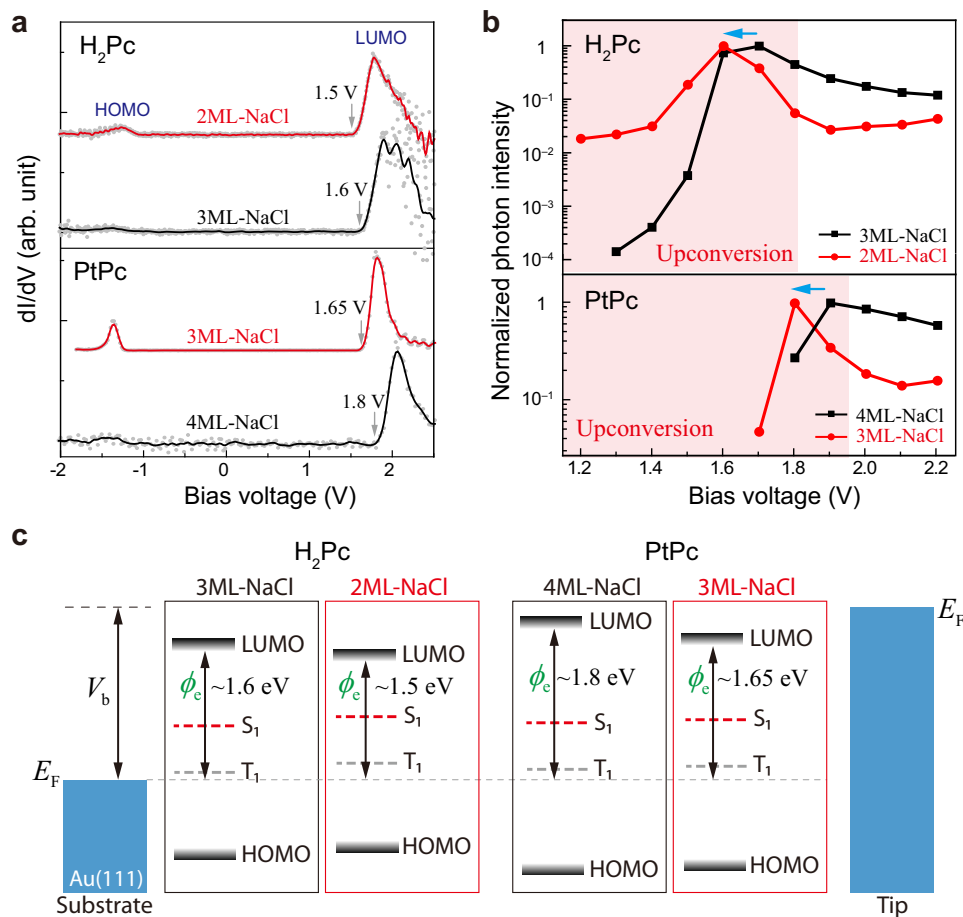 a
H₂Pc
LUMO
HOMO
1.5 V
2ML-NaCl
1.6 V
3ML-NaCl
PtPc
1.65 V
3ML-NaCl
1.8 V
4ML-NaCl
dI/dV (arb. unit)
-2 -1 0 1 2
Bias voltage (V)
b
H₂Pc
1
10⁻¹
10⁻²
10⁻³
10⁻⁴
Upconversion
3ML-NaCl
2ML-NaCl
PtPc
1
10⁻¹
Upconversion
4ML-NaCl
3ML-NaCl
Normalized photon intensity
1.2 1.4 1.6 1.8 2.0 2.2
Bias voltage (V)
c
H₂Pc PtPc
3ML-NaCl 2ML-NaCl 4ML-NaCl 3ML-NaCl
V_b
E_F
Au(111)
Substrate
LUMO
ϕₑ ~1.6 eV
S₁
T₁
HOMO
LUMO
ϕₑ ~1.5 eV
S₁
T₁
HOMO
LUMO
ϕₑ ~1.8 eV
S₁
T₁
HOMO
LUMO
ϕₑ ~1.65 eV
S₁
T₁
HOMO
E_F
Tip